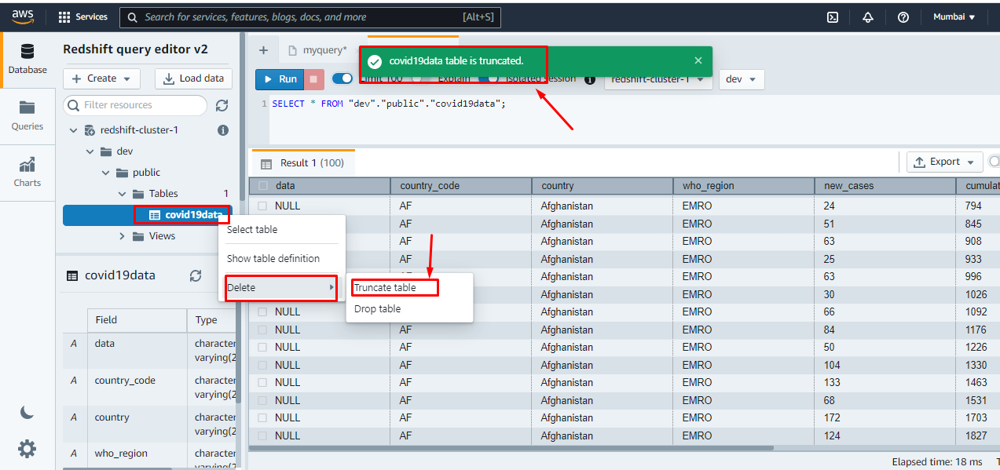 aws Services Search for services, features, blogs, docs, and more [Alt+S] Mumbai
Database
Queries
Charts
Redshift query editor v2
Create Load data
Filter resources
redshift-cluster-1
dev
public
Tables 1
covid19data
Views
Select table
Show table definition
Delete
Truncate table
Drop table
covid19data
Field Type
A data character
varying(2
A country_code character
varying(2
A country character
varying(2
A who_region character
varying(2
myquery*
covid19data table is truncated.
Run Limit 100 Explain Isolated session redshift-cluster-1 dev
1 SELECT * FROM "dev"."public"."covid19data";
Result 1 (100) Export
data country_code country who_region new_cases cumulat
NULL AF Afghanistan EMRO 24 794
AF Afghanistan EMRO 51 845
AF Afghanistan EMRO 63 908
AF Afghanistan EMRO 25 933
Afghanistan EMRO 63 996
Afghanistan EMRO 30 1026
NULL Afghanistan EMRO 66 1092
NULL AF Afghanistan EMRO 84 1176
NULL AF Afghanistan EMRO 50 1226
NULL AF Afghanistan EMRO 104 1330
NULL AF Afghanistan EMRO 133 1463
NULL AF Afghanistan EMRO 68 1531
NULL AF Afghanistan EMRO 172 1703
NULL AF Afghanistan EMRO 124 1827
Elapsed time: 18 ms